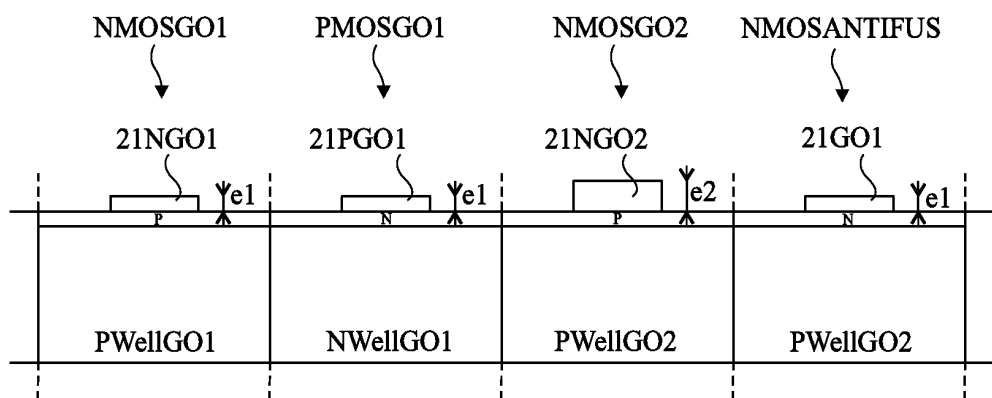 NMOSGO1 PMOSGO1 NMOSGO2 NMOSANTIFUS
21NGO1 21PGO1 21NGO2 21GO1
e1 e1 e2 e1
P N P N
PWellGO1 NWellGO1 PWellGO2 PWellGO2